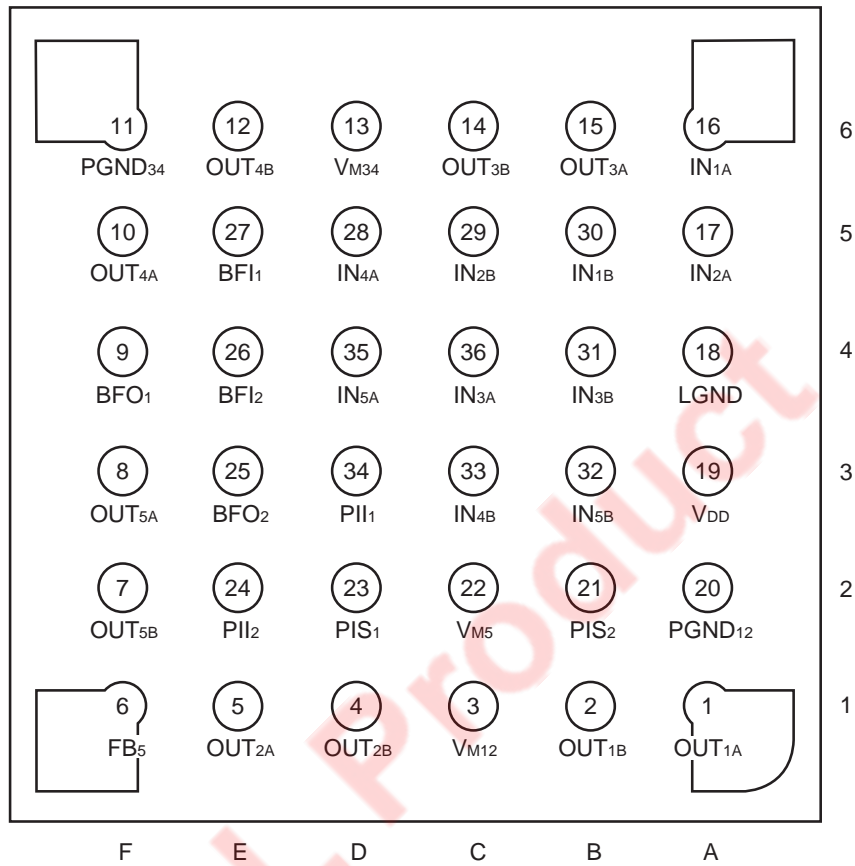 11 12 13 14 15 16 6
PGND34 OUT4B VM34 OUT3B OUT3A IN1A
10 27 28 29 30 17 5
OUT4A BFI1 IN4A IN2B IN1B IN2A
9 26 35 36 31 18 4
BFO1 BFI2 IN5A IN3A IN3B LGND
8 25 34 33 32 19 3
OUT5A BFO2 PII1 IN4B IN5B VDD
7 24 23 22 21 20 2
OUT5B PII2 PIS1 VM5 PIS2 PGND12
6 5 4 3 2 1 1
FB5 OUT2A OUT2B VM12 OUT1B OUT1A
F E D C B A
L Product